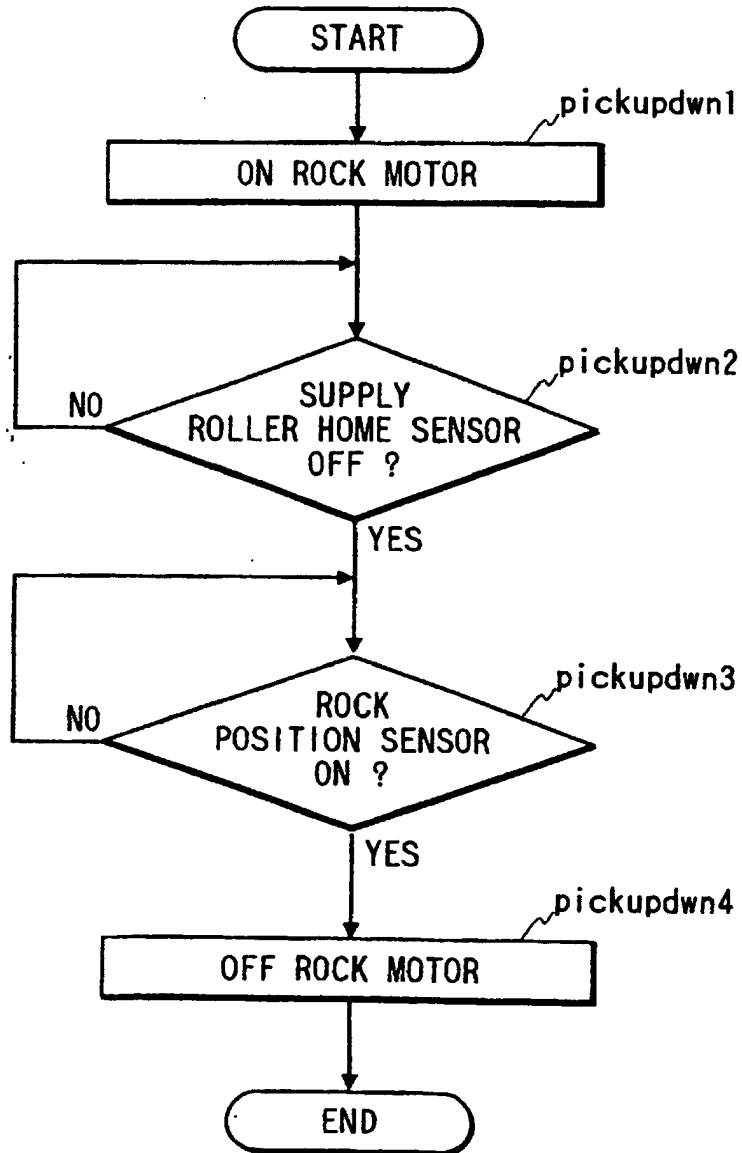 START
pickupdwn1
ON ROCK MOTOR
pickupdwn2
SUPPLY
ROLLER HOME SENSOR
OFF ?
NO
YES
pickupdwn3
ROCK
POSITION SENSOR
ON ?
NO
YES
pickupdwn4
OFF ROCK MOTOR
END